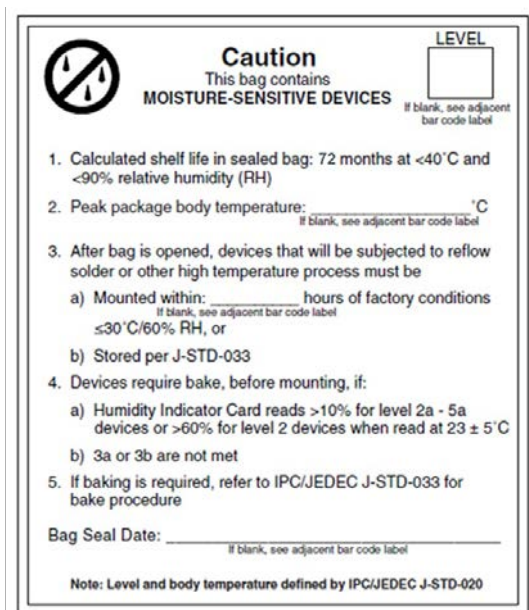 LEVEL
Caution
This bag contains
MOISTURE-SENSITIVE DEVICES
If blank, see adjacent
bar code label
1. Calculated shelf life in sealed bag: 72 months at <40˚C and
<90% relative humidity (RH)
2. Peak package body temperature: ____________________˚C
If blank, see adjacent bar code label
3. After bag is opened, devices that will be subjected to reflow
solder or other high temperature process must be
a) Mounted within: ___________ hours of factory conditions
If blank, see adjacent bar code label
≤30˚C/60% RH, or
b) Stored per J-STD-033
4. Devices require bake, before mounting, if:
a) Humidity Indicator Card reads >10% for level 2a - 5a
devices or >60% for level 2 devices when read at 23 ± 5˚C
b) 3a or 3b are not met
5. If baking is required, refer to IPC/JEDEC J-STD-033 for
bake procedure
Bag Seal Date: ________________________________________
If blank, see adjacent bar code label
Note: Level and body temperature defined by IPC/JEDEC J-STD-020